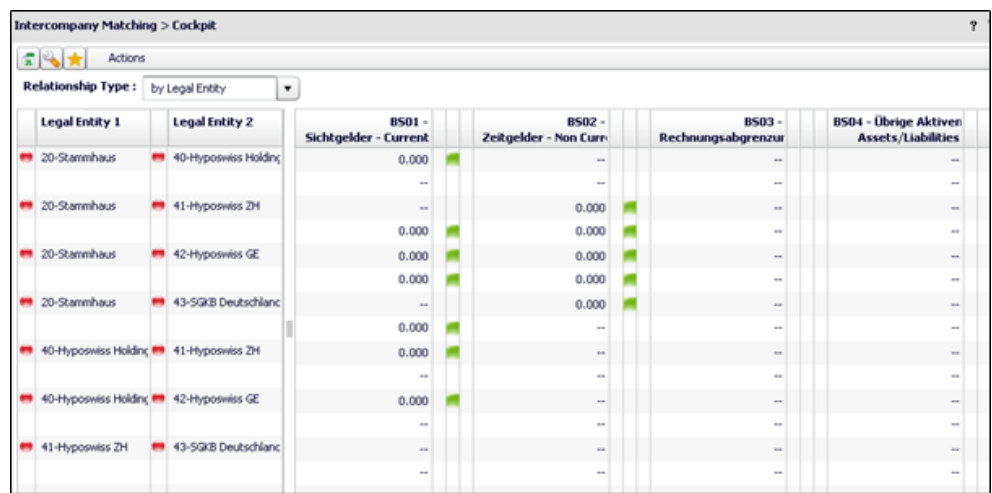 Intercompany Matching > Cockpit ?
Actions
Relationship Type : by Legal Entity
Legal Entity 1 Legal Entity 2 BS01 - Sichtgelder - Current BS02 - Zeitgelder - Non Curr BS03 - Rechnungsabgrenzur BS04 - Übrige Aktiven Assets/Liabilities
20-Stammhaus 40-Hyposwiss Holding 0.000 -- -- --
-- -- -- --
20-Stammhaus 41-Hyposwiss ZH -- 0.000 -- --
0.000 0.000 -- --
20-Stammhaus 42-Hyposwiss GE 0.000 0.000 -- --
0.000 0.000 -- --
20-Stammhaus 43-SGKB Deutschlanc -- 0.000 -- --
0.000 -- -- --
40-Hyposwiss Holding 41-Hyposwiss ZH 0.000 -- -- --
-- -- -- --
40-Hyposwiss Holding 42-Hyposwiss GE 0.000 -- -- --
-- -- -- --
41-Hyposwiss ZH 43-SGKB Deutschlanc -- -- -- --
-- -- -- --